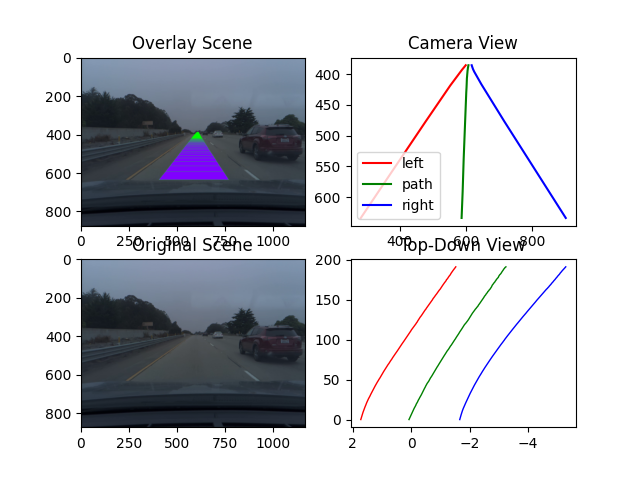 Overlay Scene
0
200
400
600
800
0 250 500 750 1000
Camera View
400
450
500
550
600
left
path
right
400 600 800
Original Scene
0
200
400
600
800
0 250 500 750 1000
Top-Down View
200
150
100
50
0
2 0 −2 −4